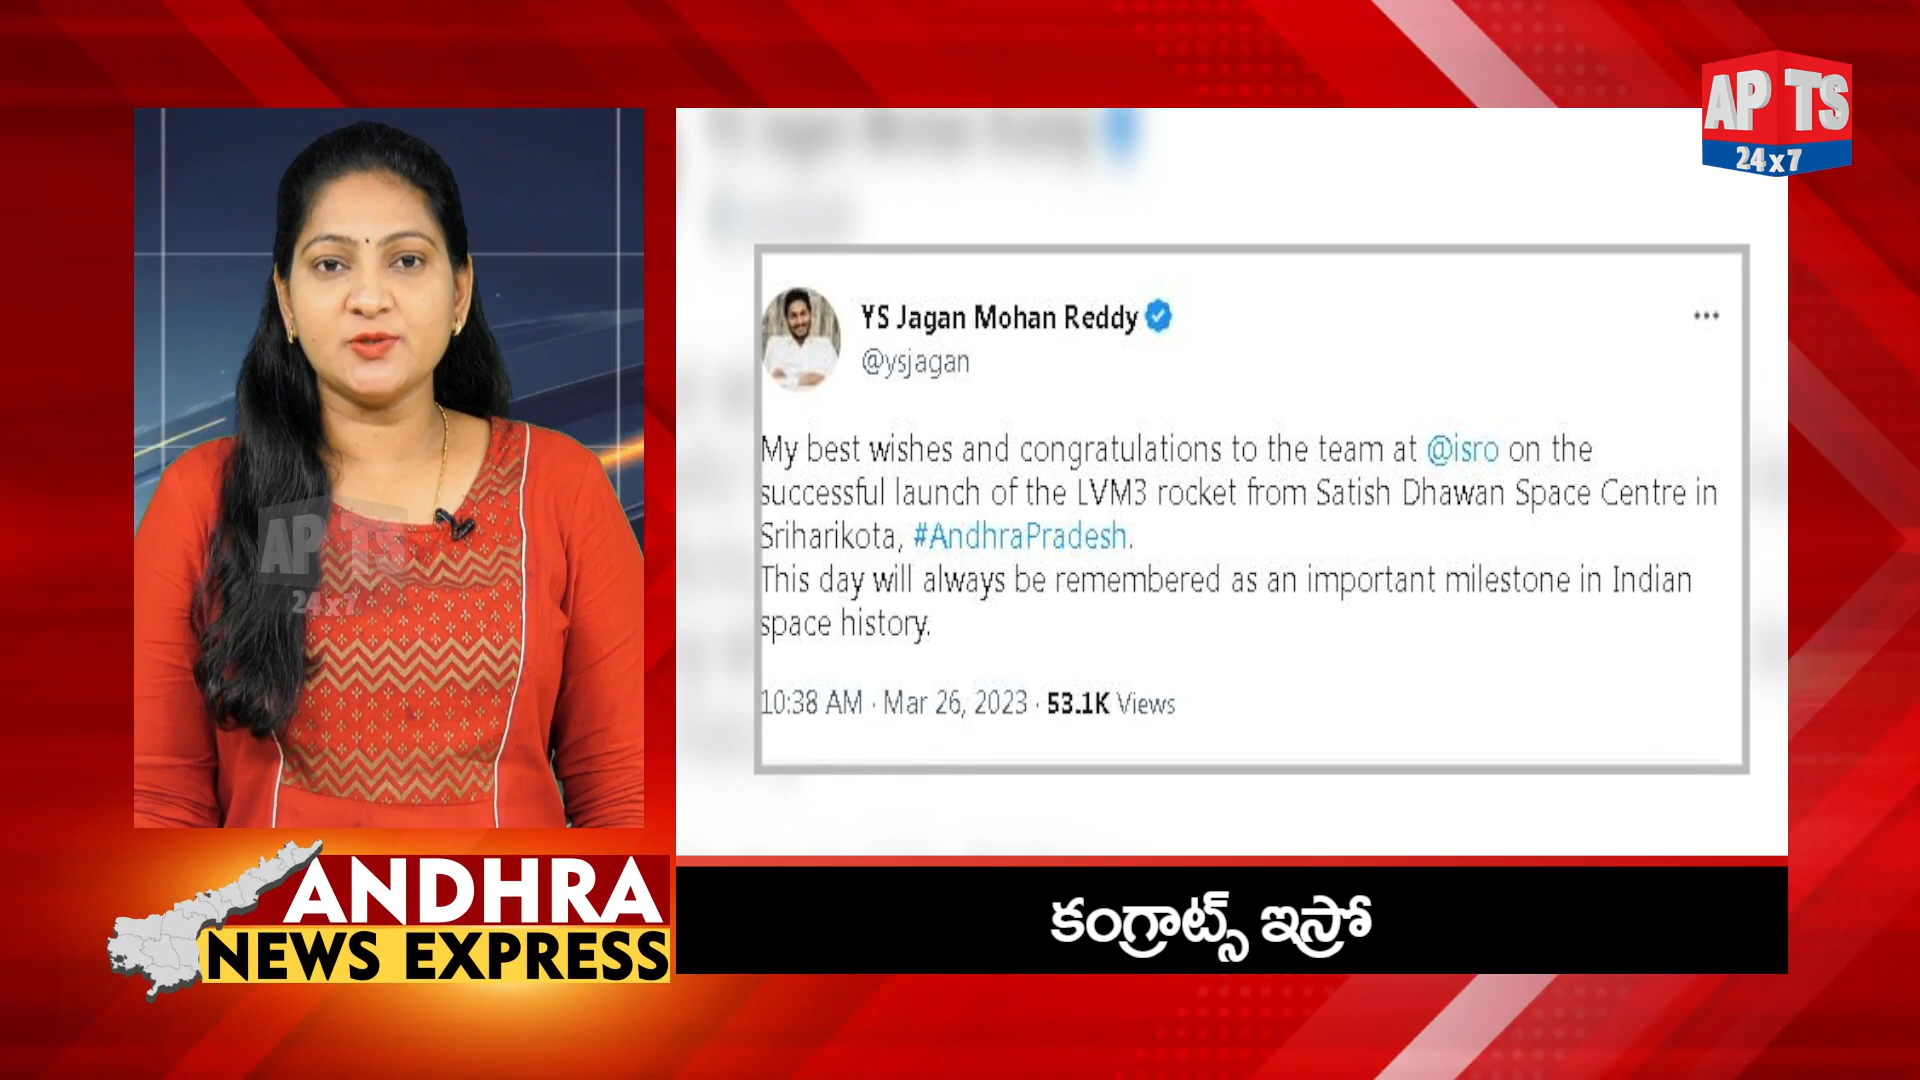 AP TS
24x7
YS Jagan Mohan Reddy
@ysjagan
My best wishes and congratulations to the team at @isro on the
successful launch of the LVM3 rocket from Satish Dhawan Space Centre in
Sriharikota, #AndhraPradesh.
This day will always be remembered as an important milestone in Indian
space history.
10:38 AM · Mar 26, 2023 · 53.1K Views
AP TS
24x7
ANDHRA
NEWS EXPRESS
కంగ్రాట్స్ ఇస్రో